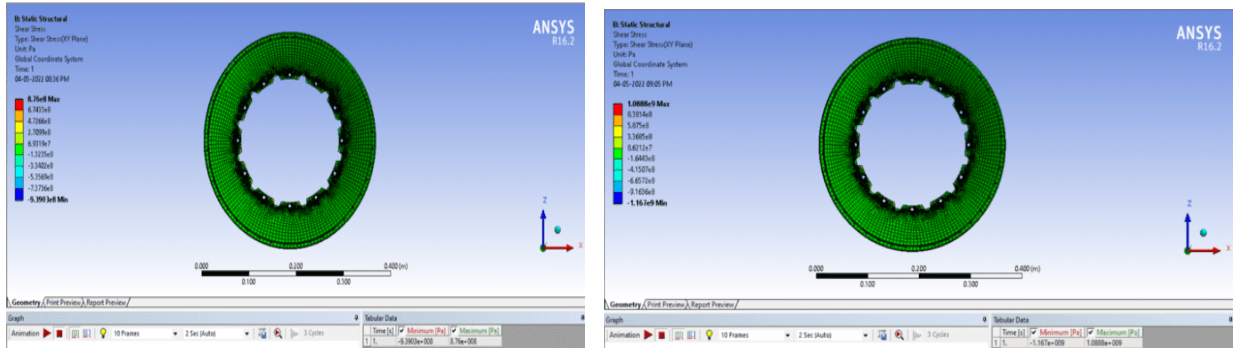 B: Static Structural
Shear Stress
Type: Shear Stress(XY Plane)
Unit: Pa
Global Coordinate System
Time: 1
04-05-2022 08:36 PM
8.76e8 Max
6.7433e8
4.7266e8
2.7099e8
6.9319e7
-1.3235e8
-3.3402e8
-5.3569e8
-7.3736e8
-9.3903e8 Min
ANSYS
R16.2
Z
X
0.000 0.200 0.400 (m)
0.100 0.300
Geometry Print Preview Report Preview
Graph
Animation 10 Frames 2 Sec (Auto) 3 Cycles
Tabular Data
Time [s] Minimum [Pa] Maximum [Pa]
1 1. -9.3903e+008 8.76e+008
B: Static Structural
Shear Stress
Type: Shear Stress(XY Plane)
Unit: Pa
Global Coordinate System
Time: 1
04-05-2022 09:05 PM
1.0888e9 Max
8.3814e8
5.875e8
3.3685e8
8.6212e7
-1.6443e8
-4.1507e8
-6.6572e8
-9.1636e8
-1.167e9 Min
ANSYS
R16.2
Z
X
0.000 0.200 0.400 (m)
0.100 0.300
Geometry Print Preview Report Preview
Graph
Animation 10 Frames 2 Sec (Auto) 3 Cycles
Tabular Data
Time [s] Minimum [Pa] Maximum [Pa]
1 1. -1.167e+009 1.0888e+009